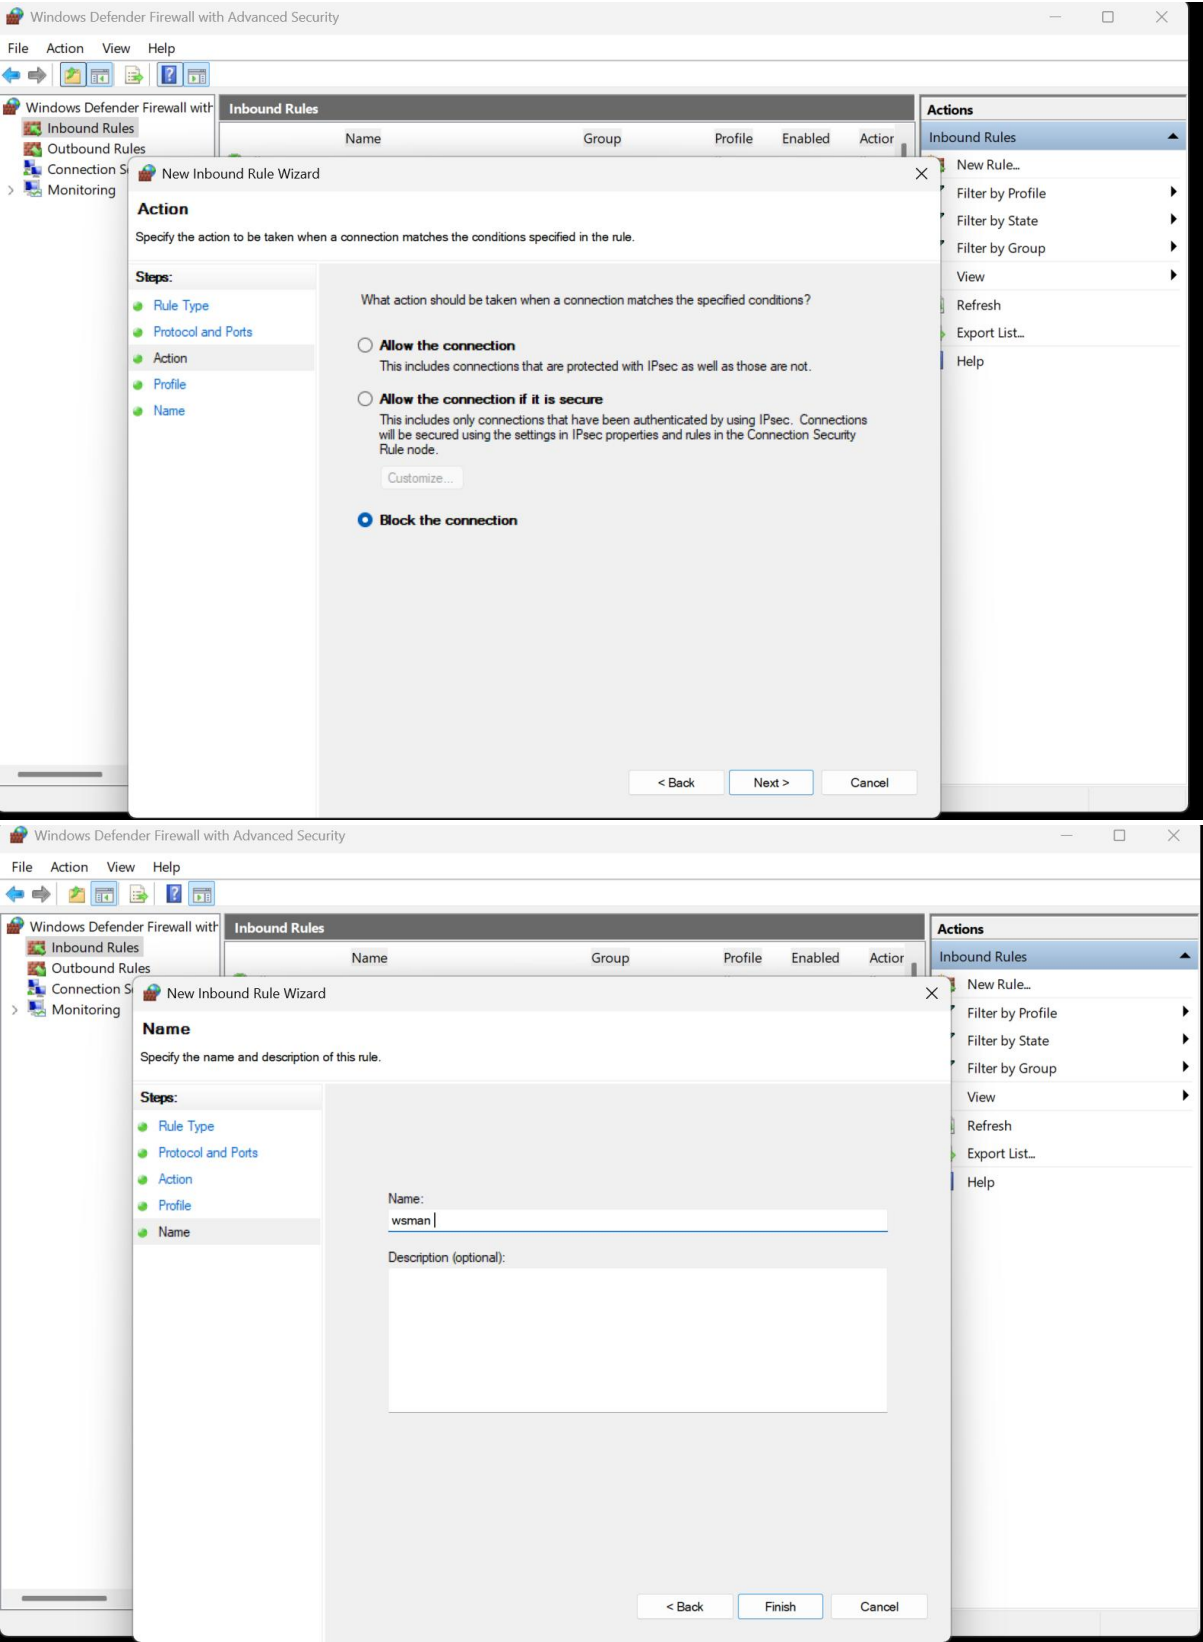 Windows Defender Firewall with Advanced Security
File Action View Help
Windows Defender Firewall with
Inbound Rules
Outbound Rules
Connection S
Monitoring
Inbound Rules
Name Group Profile Enabled Action
Actions
Inbound Rules
New Rule...
Filter by Profile
Filter by State
Filter by Group
View
Refresh
Export List...
Help
New Inbound Rule Wizard
Action
Specify the action to be taken when a connection matches the conditions specified in the rule.
Steps:
Rule Type
Protocol and Ports
Action
Profile
Name
What action should be taken when a connection matches the specified conditions?
Allow the connection
This includes connections that are protected with IPsec as well as those are not.
Allow the connection if it is secure
This includes only connections that have been authenticated by using IPsec. Connections
will be secured using the settings in IPsec properties and rules in the Connection Security
Rule node.
Customize...
Block the connection
< Back Next > Cancel
Windows Defender Firewall with Advanced Security
File Action View Help
Windows Defender Firewall with
Inbound Rules
Outbound Rules
Connection S
Monitoring
Inbound Rules
Name Group Profile Enabled Action
Actions
Inbound Rules
New Rule...
Filter by Profile
Filter by State
Filter by Group
View
Refresh
Export List...
Help
New Inbound Rule Wizard
Name
Specify the name and description of this rule.
Steps:
Rule Type
Protocol and Ports
Action
Profile
Name
Name:
wsman
Description (optional):
< Back Finish Cancel